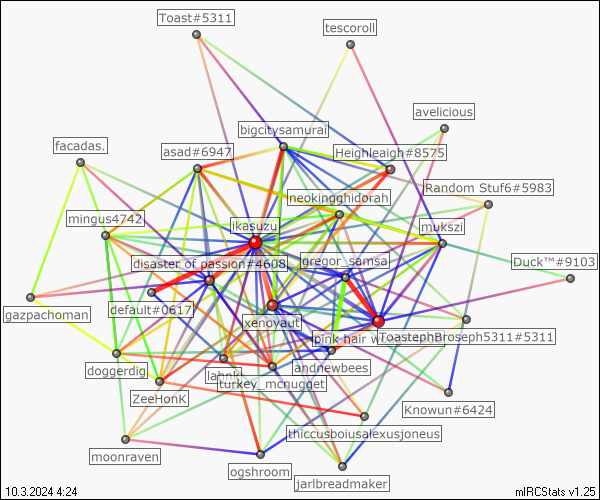 Toast#5311
tescoroll
avelicious
bigcitysamurai
facadas.
asad#6947
Heighleaigh#8575
Random Stuf6#5983
neokingghidorah
mingus4742
ikasuzu
mukszi
disaster of passion#4608
gregor_samsa
Duck™#9103
default#0617
gazpachoman
xenovaut
pink hair w
ToastephBroseph5311#5311
andnewbees
doggerdig
turkey_mcnugget
ZeeHonK
Knowun#6424
thiccusboiusalexusjoneus
moonraven
ogshroom
jarlbreadmaker
10.3.2024 4:24
mIRCStats v1.25